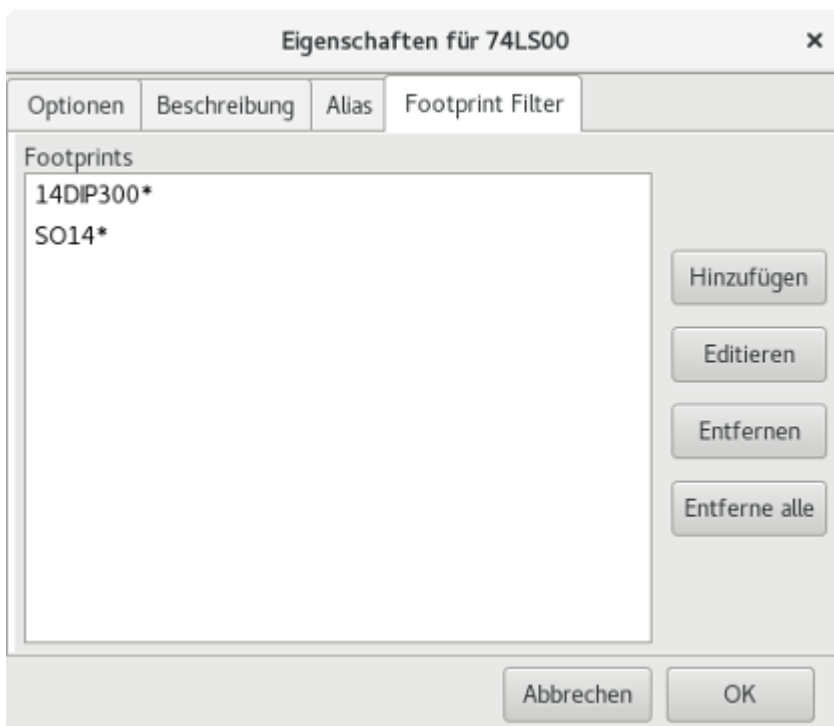 Eigenschaften für 74LS00
Optionen Beschreibung Alias Footprint Filter
Footprints
14DIP300*
SO14*
Hinzufügen
Editieren
Entfernen
Entferne alle
Abbrechen OK